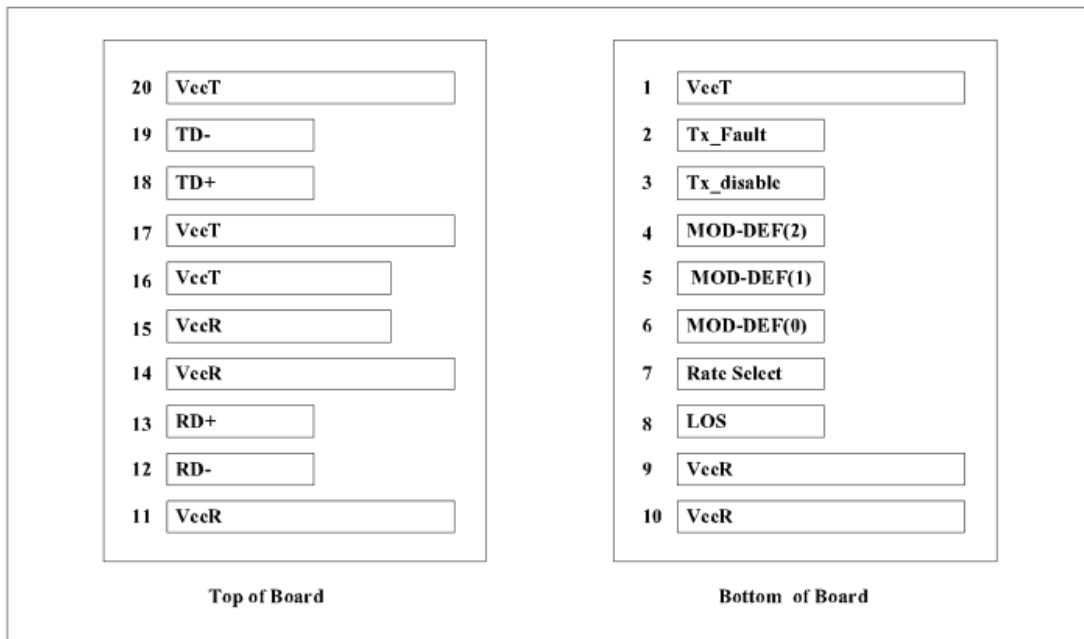 20 VeeT
19 TD-
18 TD+
17 VeeT
16 VccT
15 VccR
14 VeeR
13 RD+
12 RD-
11 VeeR
Top of Board
1 VeeT
2 Tx_Fault
3 Tx_disable
4 MOD-DEF(2)
5 MOD-DEF(1)
6 MOD-DEF(0)
7 Rate Select
8 LOS
9 VeeR
10 VeeR
Bottom of Board